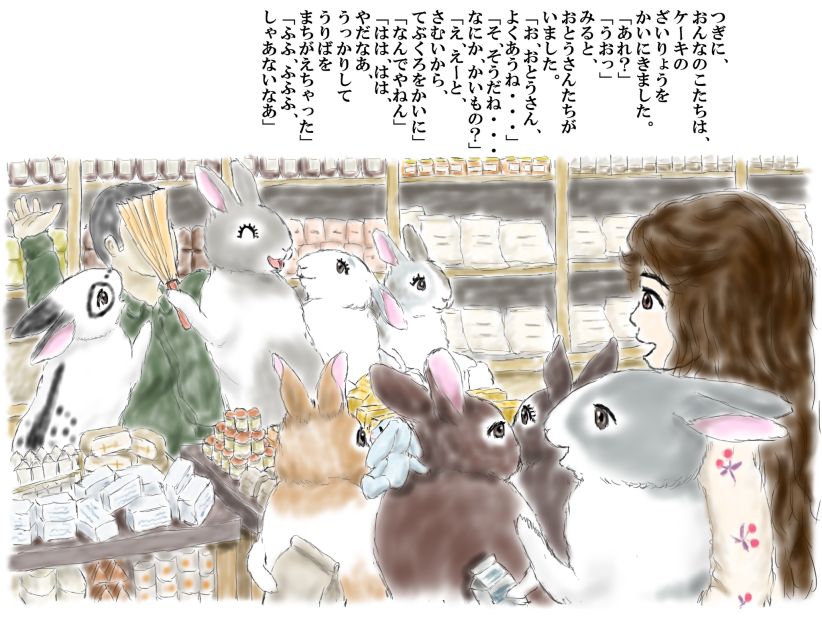 つぎに、
おんなのこたちは、
ケーキの
ざいりょうを
かいにきました。
「あれ？」
「うおっ」
みると、
おとうさんたちが
いました。
「お、おとうさん、
よくあうね・・・」
「そ、そうだね・・・
なにか、かいもの？」
「え、えーと、
さむいから、
てぶくろをかいに」
「なんでやねん」
「はは、はは、
やだなあ、
うっかりして
うりばを
まちがえちゃった」
「ふふ、ふふふ、
しゃあないなあ」